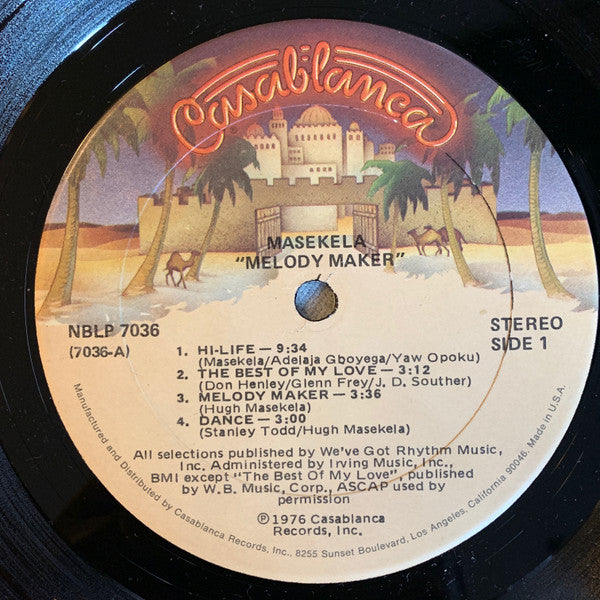 Casablanca
MASEKELA
"MELODY MAKER"
NBLP 7036
(7036-A)
STEREO
SIDE 1
1. HI-LIFE — 9:34
(Masekela/Adelaja Gboyega/Yaw Opoku)
2. THE BEST OF MY LOVE — 3:12
(Don Henley/Glenn Frey/J. D. Souther)
3. MELODY MAKER — 3:36
(Hugh Masekela)
4. DANCE — 3:00
(Stanley Todd/Hugh Masekela)
All selections published by We've Got Rhythm Music,
Inc. Administered by Irving Music, Inc.,
BMI except "The Best Of My Love", published
by W.B. Music, Corp., ASCAP used by
permission
℗ 1976 Casablanca
Records, Inc.
Manufactured and Distributed by Casablanca Records, Inc., 8255 Sunset Boulevard, Los Angeles, California 90046. Made in U.S.A.